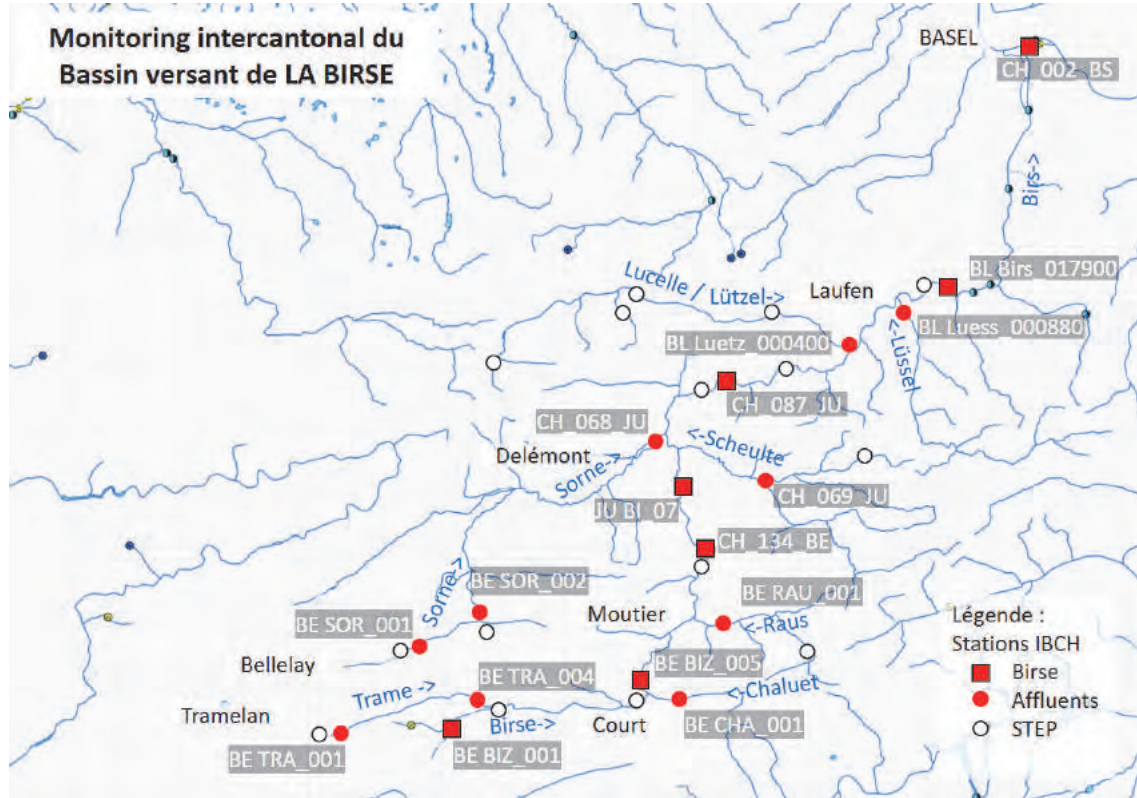 Monitoring intercantonal du
Bassin versant de LA BIRSE
BASEL
CH_002_BS
Birs->
BL Birs_017900
Lucelle / Lützel->
Laufen
BL Luess_000880
BL Luetz_000400
<-Lüssel
CH_087_JU
CH_068_JU
<-Scheulte
Delémont
Sorne->
CH_069_JU
JU BI_07
CH_134_BE
Sorne->
BE SOR_002
BE RAU_001
Moutier
<-Raus
BE SOR_001
Bellelay
BE BIZ_005
BE TRA_004
Trame ->
<-Chaluet
Tramelan
Birse->
Court
BE CHA_001
BE TRA_001
BE BIZ_001
Légende :
Stations IBCH
Birse
Affluents
STEP